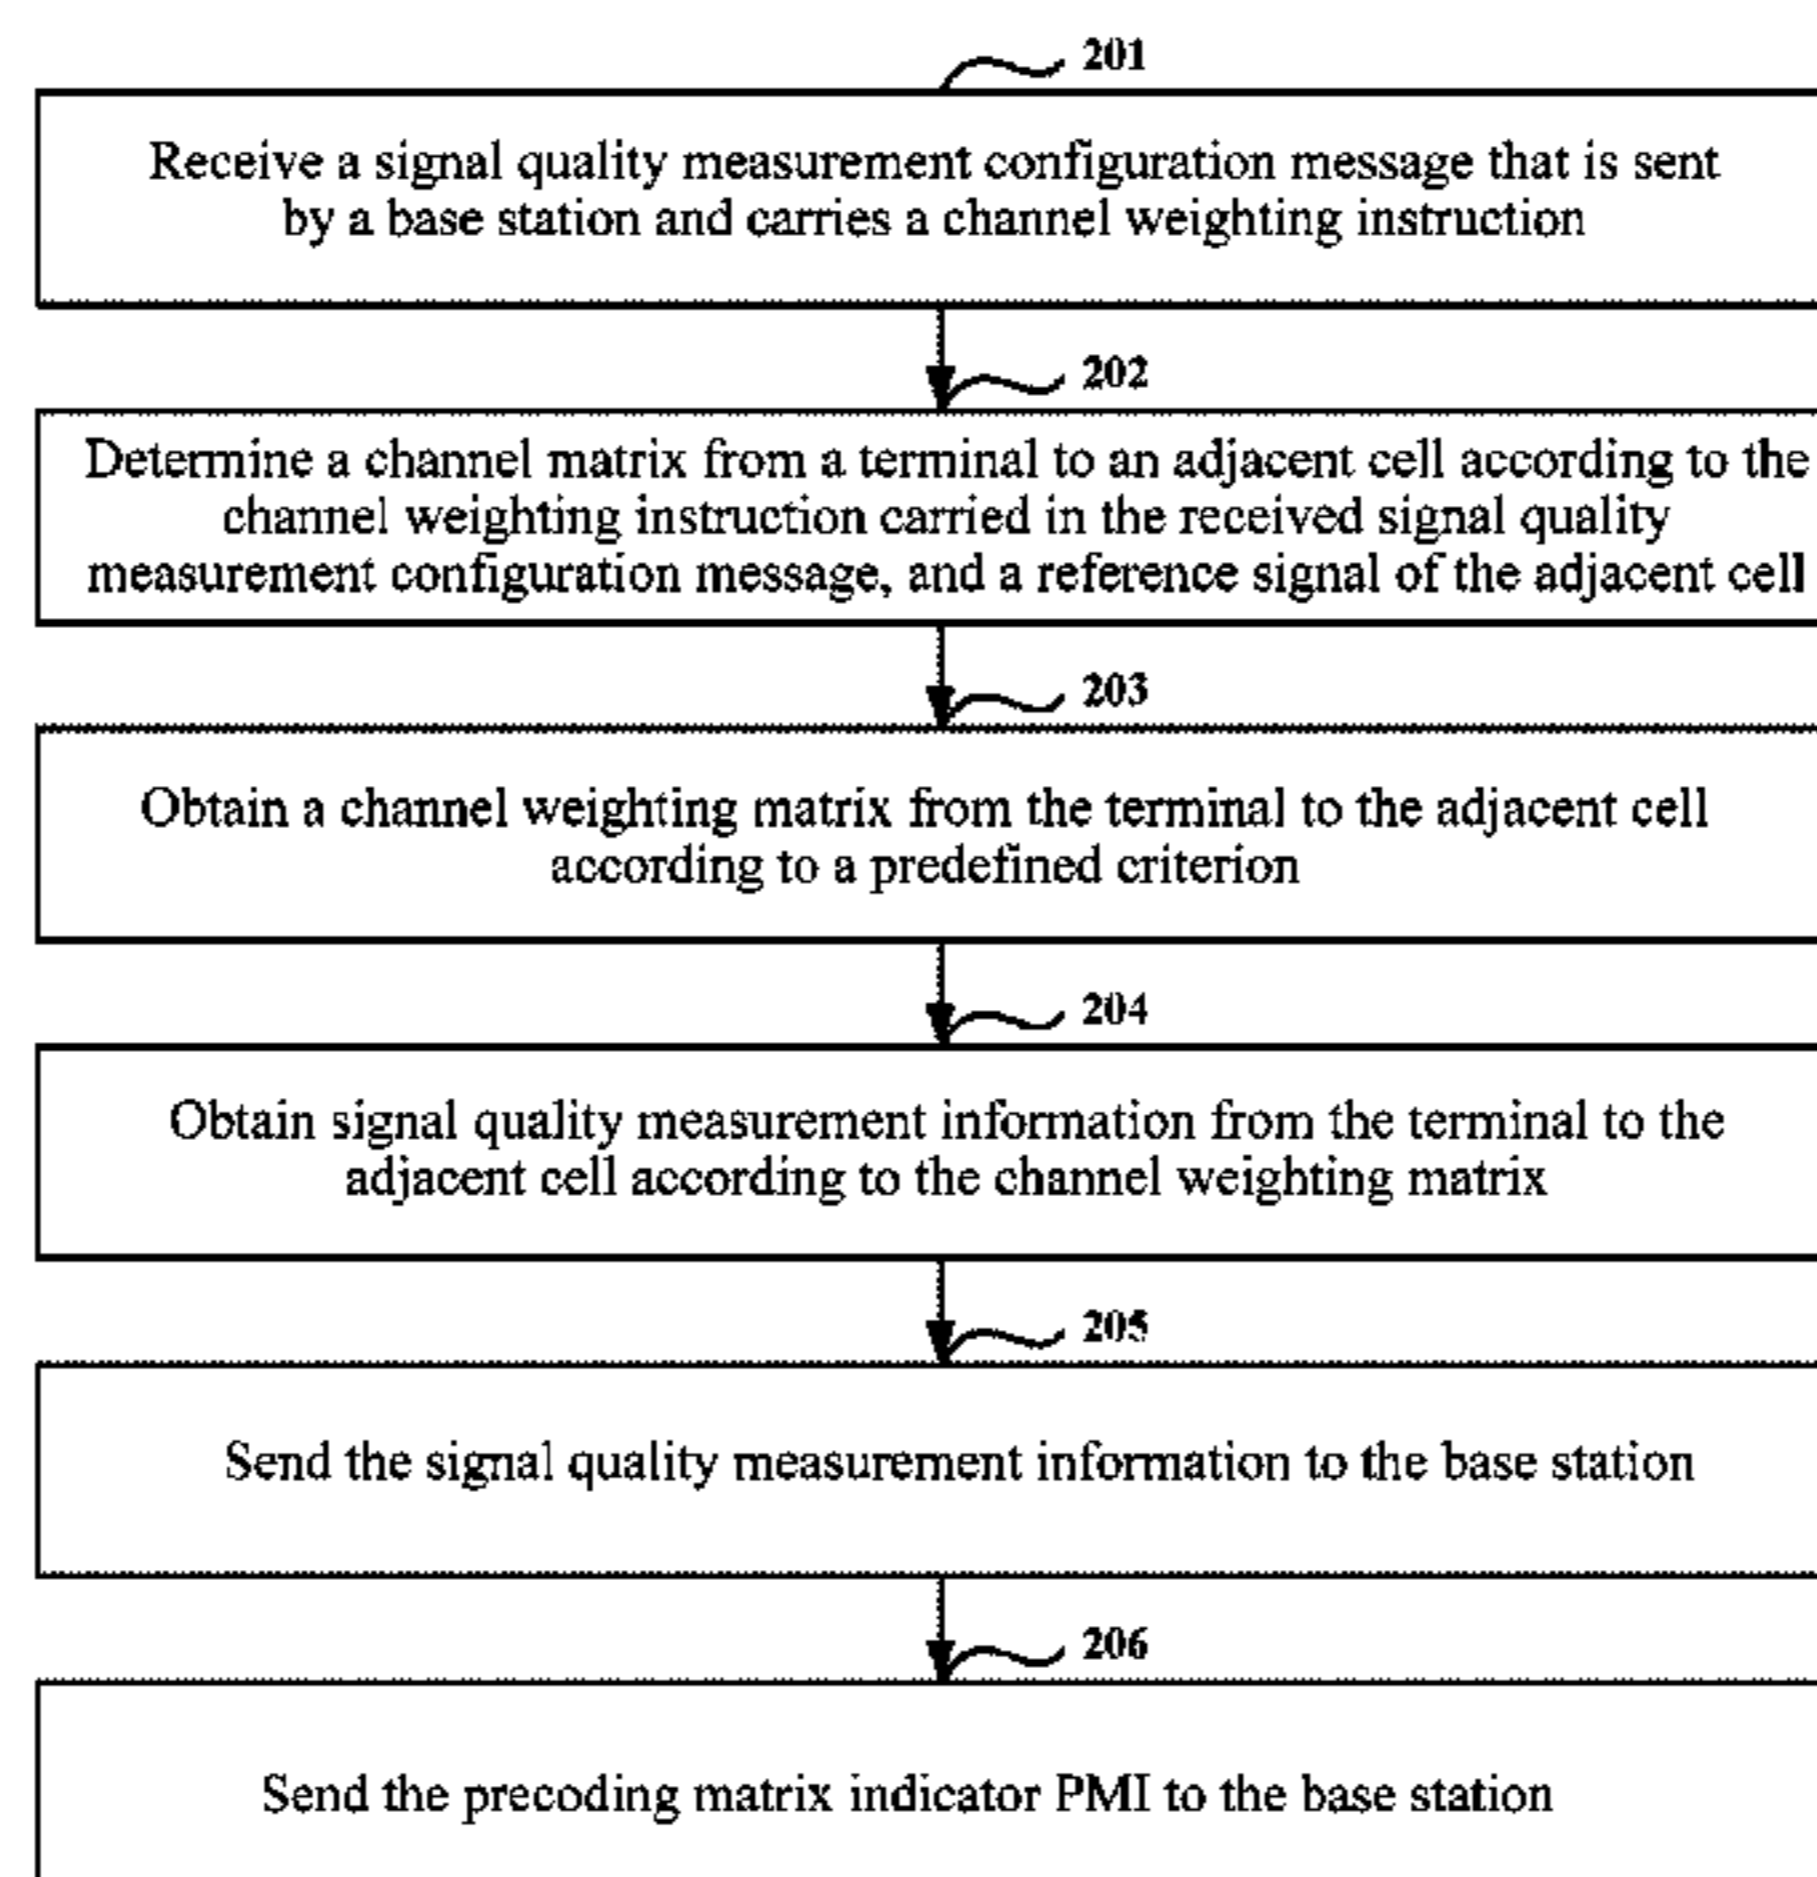 201
Receive a signal quality measurement configuration message that is sent
by a base station and carries a channel weighting instruction
202
Determine a channel matrix from a terminal to an adjacent cell according to the
channel weighting instruction carried in the received signal quality
measurement configuration message, and a reference signal of the adjacent cell
203
Obtain a channel weighting matrix from the terminal to the adjacent cell
according to a predefined criterion
204
Obtain signal quality measurement information from the terminal to the
adjacent cell according to the channel weighting matrix
205
Send the signal quality measurement information to the base station
206
Send the precoding matrix indicator PMI to the base station